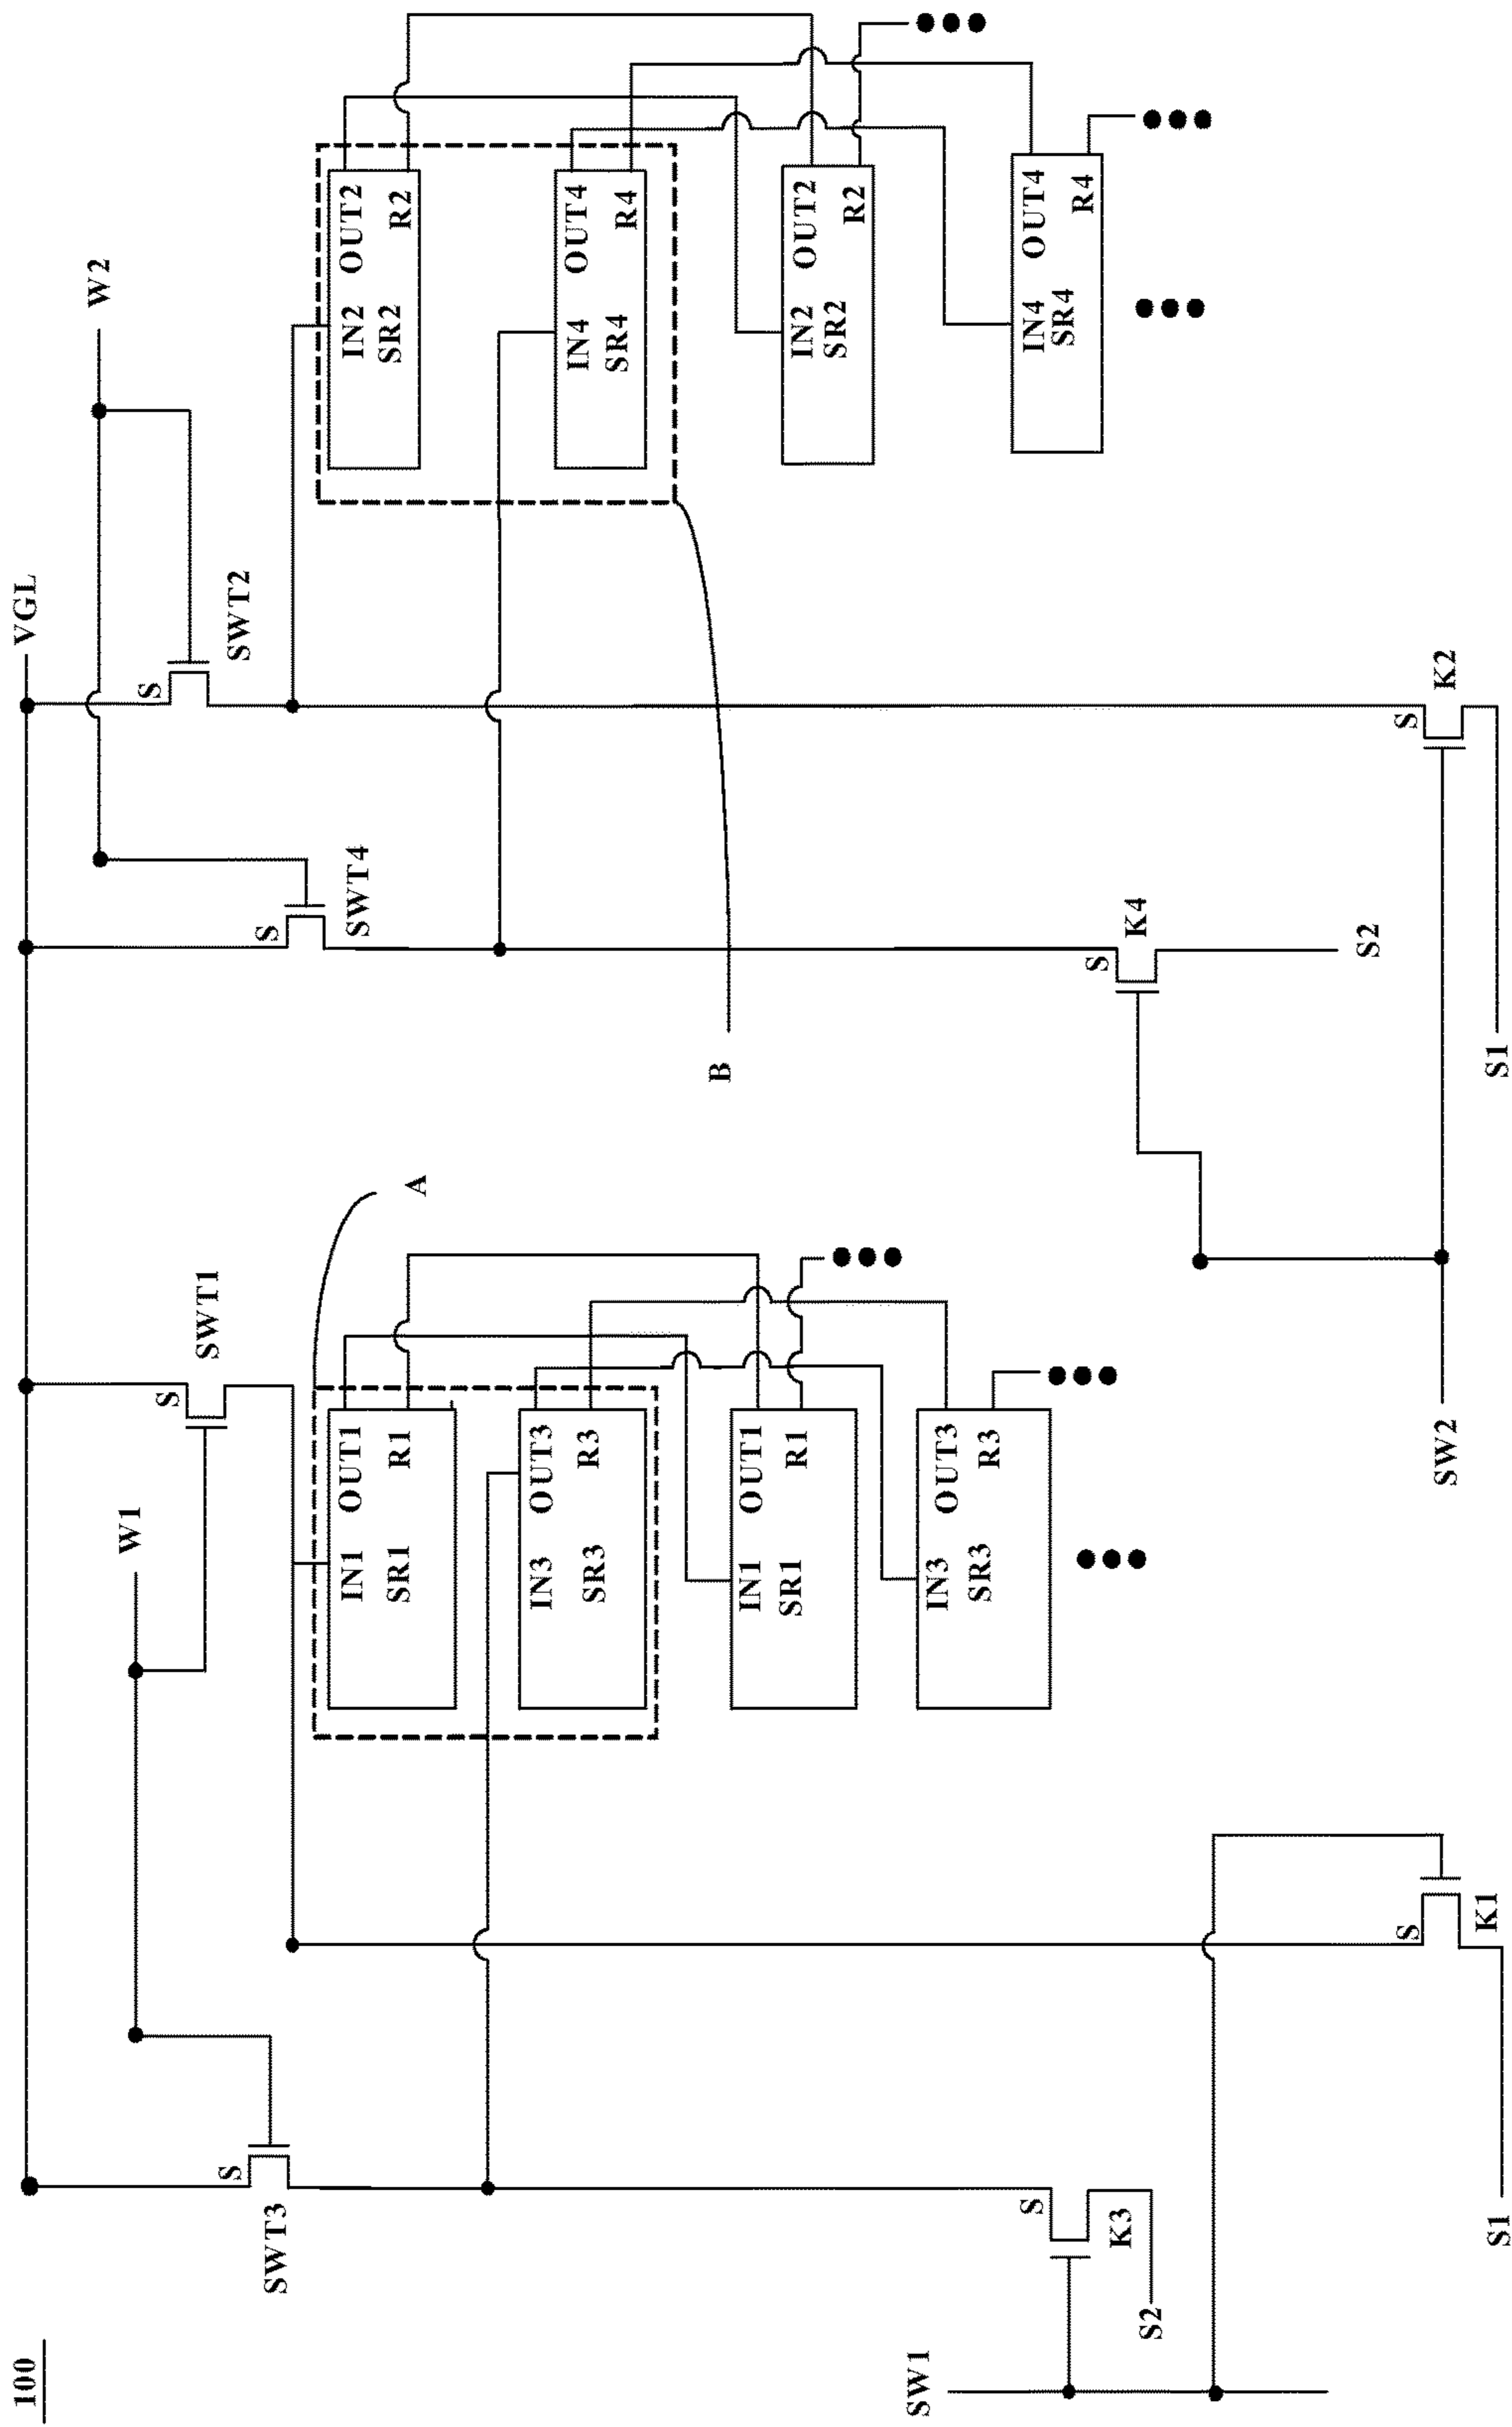 100
VGL
W1
W2
SWT3
S
SWT1
S
SWT4
S
SWT2
S
A
IN1 OUT1
SR1 R1
IN3 OUT3
SR3 R3
IN1 OUT1
SR1 R1
IN3 OUT3
SR3 R3
B
IN2 OUT2
SR2 R2
IN4 OUT4
SR4 R4
IN2 OUT2
SR2 R2
IN4 OUT4
SR4 R4
SW1
S
K3
S2
S
K1
S1
SW2
S
K4
S2
S
K2
S1